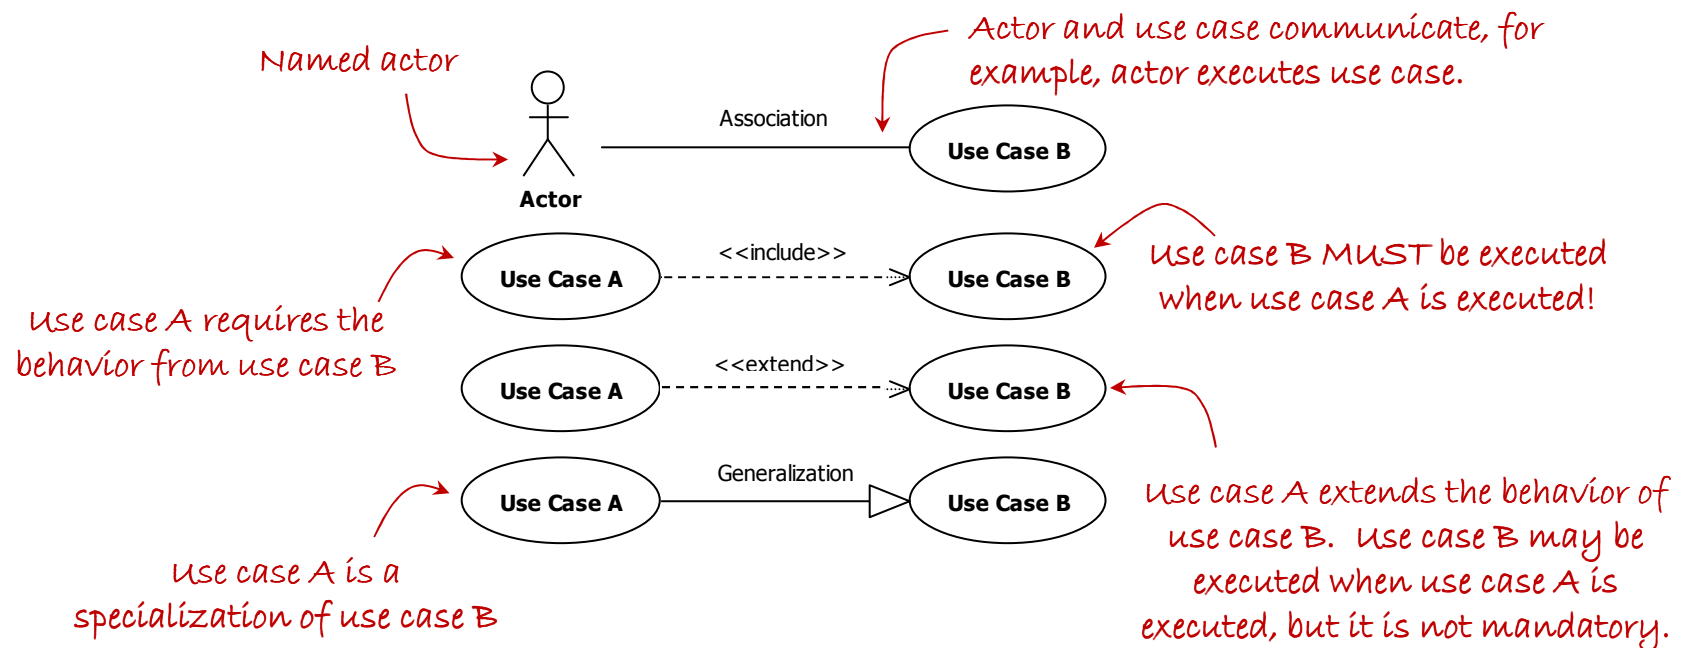 Actor and use case communicate, for
example, actor executes use case.
Named actor
Association
Use Case B
Actor
<<include>>
Use Case A
Use Case B
Use case B MUST be executed
when use case A is executed!
Use case A requires the
behavior from use case B
<<extend>>
Use Case A
Use Case B
Generalization
Use Case A
Use Case B
Use case A extends the behavior of
use case B. Use case B may be
executed when use case A is
executed, but it is not mandatory.
Use case A is a
specialization of use case B